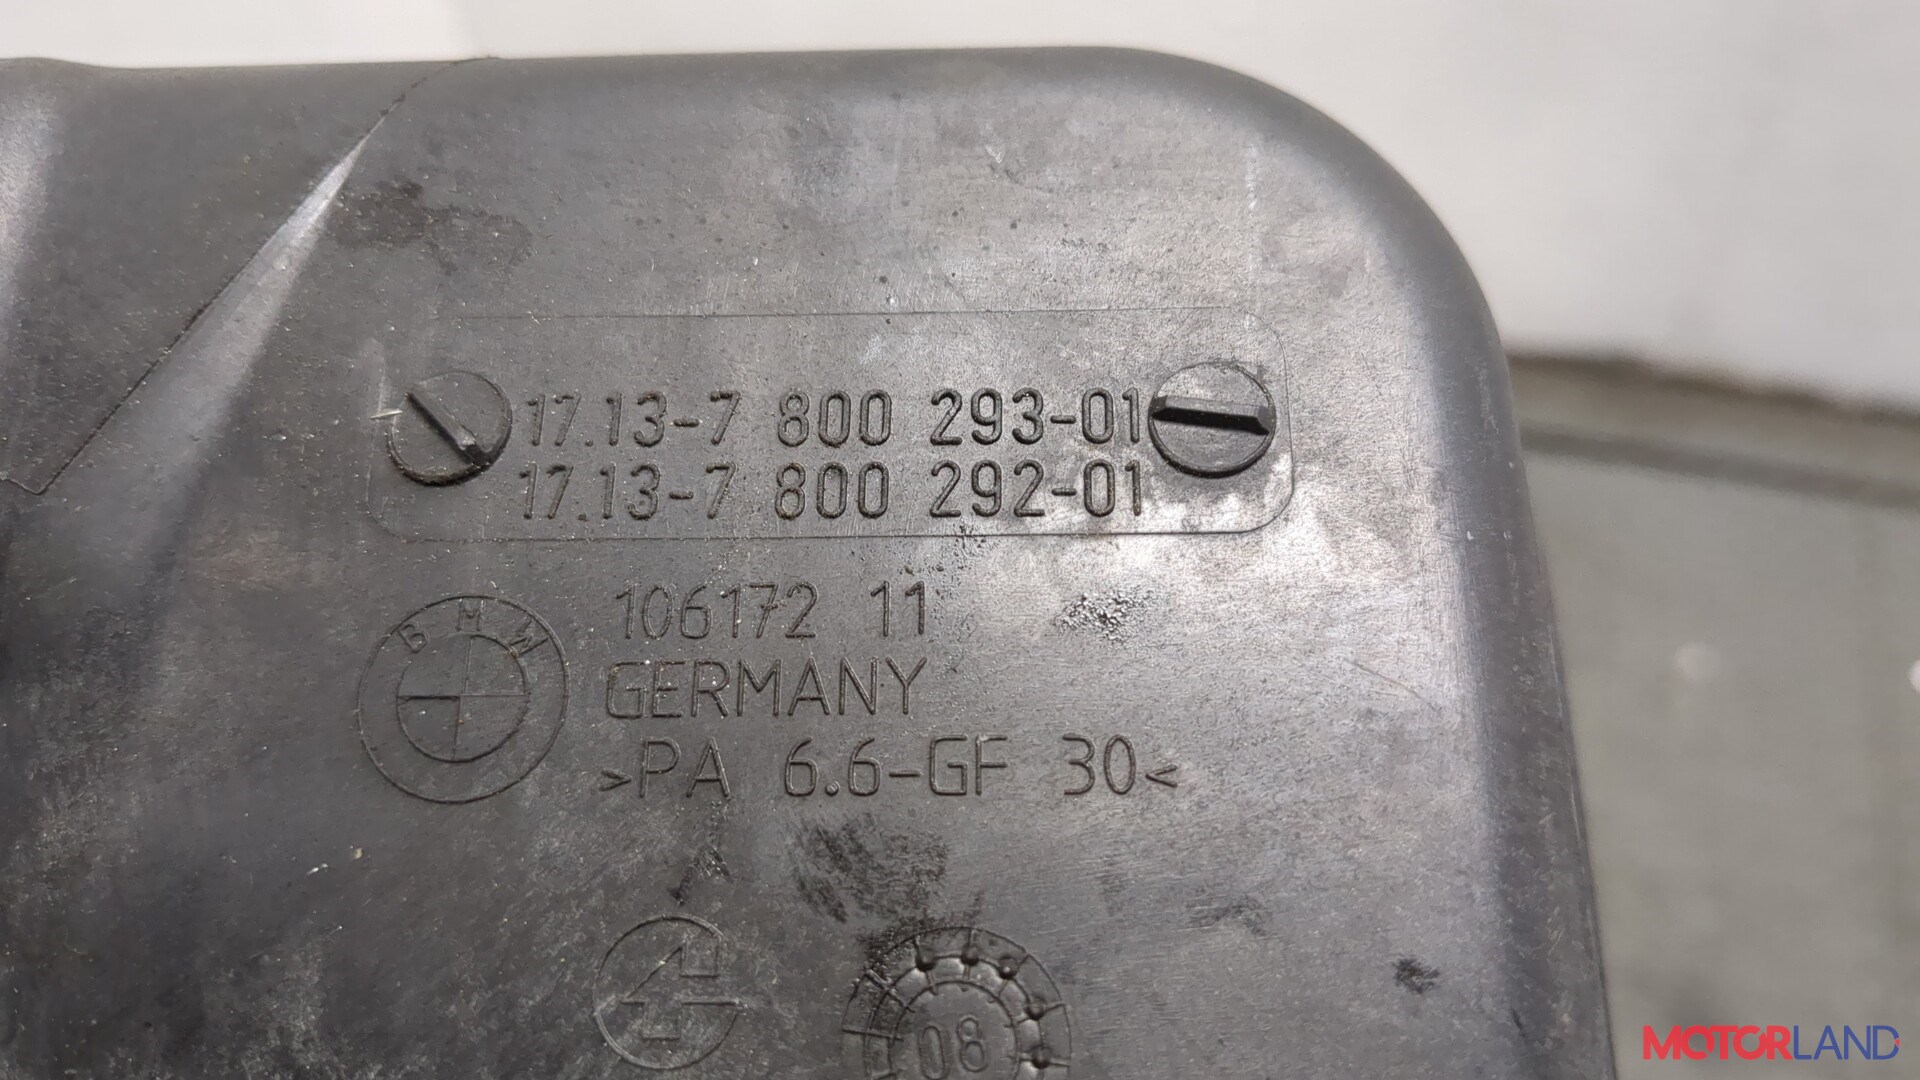 17.13-7 800 293-01
17.13-7 800 292-01
106172 11
BMW
GERMANY
>PA 6.6-GF 30<
08
MOTORLAND